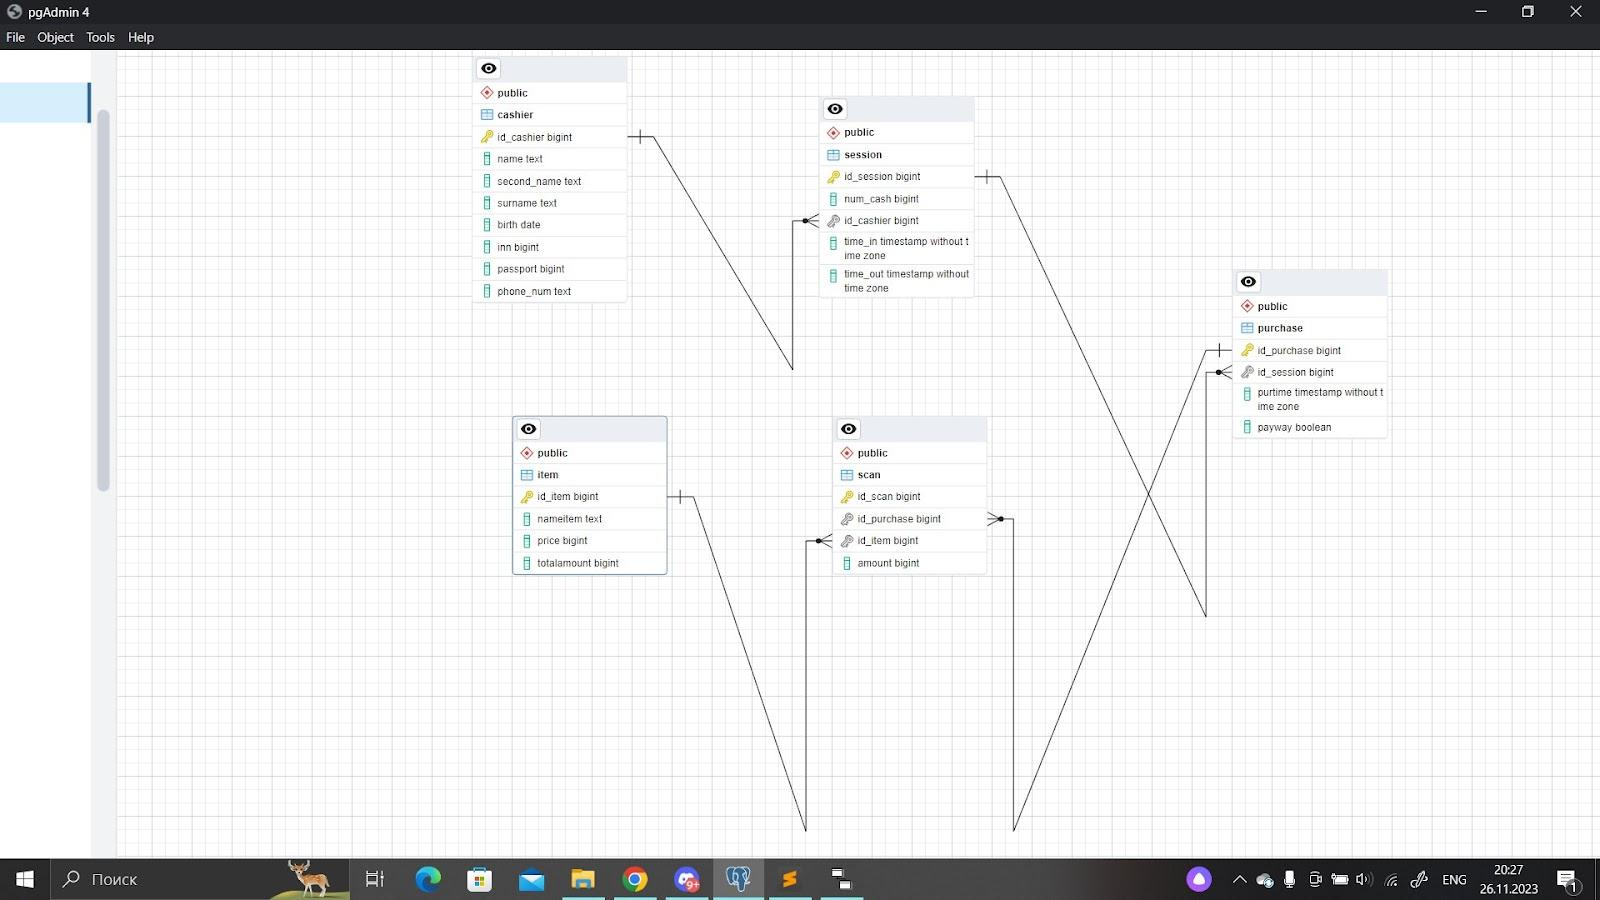 pgAdmin 4
File Object Tools Help
public
cashier
id_cashier bigint
name text
second_name text
surname text
birth date
inn bigint
passport bigint
phone_num text
public
session
id_session bigint
num_cash bigint
id_cashier bigint
time_in timestamp without t
ime zone
time_out timestamp without
time zone
public
purchase
id_purchase bigint
id_session bigint
purtime timestamp without t
ime zone
payway boolean
public
item
id_item bigint
nameitem text
price bigint
totalamount bigint
public
scan
id_scan bigint
id_purchase bigint
id_item bigint
amount bigint
Поиск
9+
ENG
20:27
26.11.2023
1